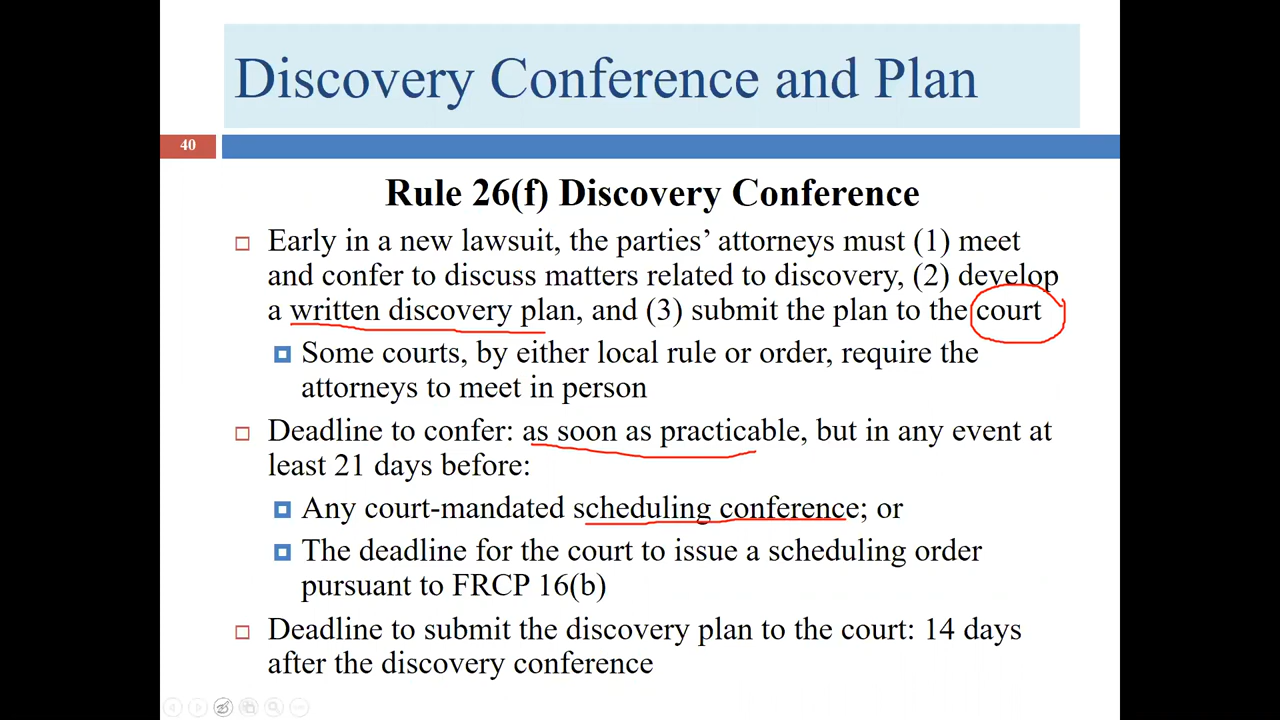 Discovery Conference and Plan
40
Rule 26(f) Discovery Conference
Early in a new lawsuit, the parties’ attorneys must (1) meet
and confer to discuss matters related to discovery, (2) develop
a written discovery plan, and (3) submit the plan to the court
Some courts, by either local rule or order, require the
attorneys to meet in person
Deadline to confer: as soon as practicable, but in any event at
least 21 days before:
Any court-mandated scheduling conference; or
The deadline for the court to issue a scheduling order
pursuant to FRCP 16(b)
Deadline to submit the discovery plan to the court: 14 days
after the discovery conference